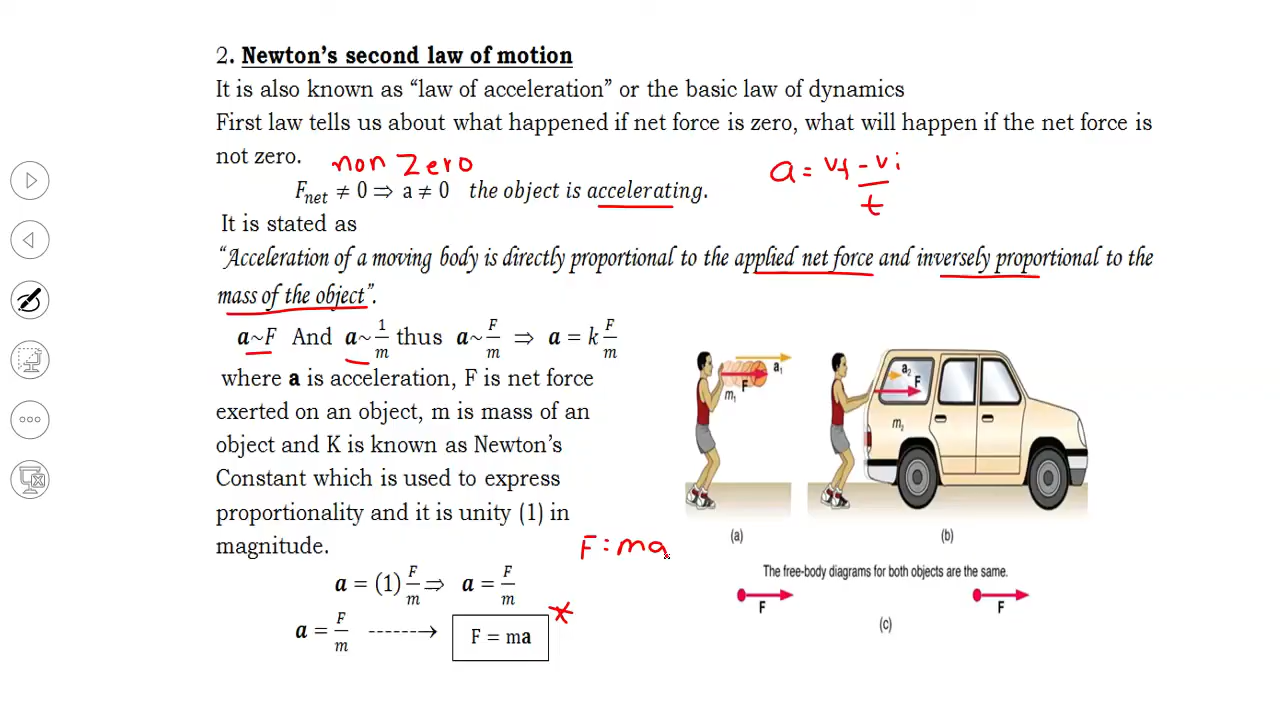 2. Newton's second law of motion
It is also known as “law of acceleration” or the basic law of dynamics
First law tells us about what happened if net force is zero, what will happen if the net force is
not zero.
non Zero
a = vf - vi / t
Fnet ≠ 0 ⇒ a ≠ 0 the object is accelerating.
It is stated as
“Acceleration of a moving body is directly proportional to the applied net force and inversely proportional to the
mass of the object”.
a~F And a~ 1/m thus a~ F/m ⇒ a = k F/m
where a is acceleration, F is net force
exerted on an object, m is mass of an
object and K is known as Newton's
Constant which is used to express
proportionality and it is unity (1) in
magnitude.
F = ma
a = (1) F/m ⇒ a = F/m
a = F/m ------→ F = ma *
a1
F
m1
a2
F
m2
(a)
(b)
The free-body diagrams for both objects are the same.
F
F
(c)